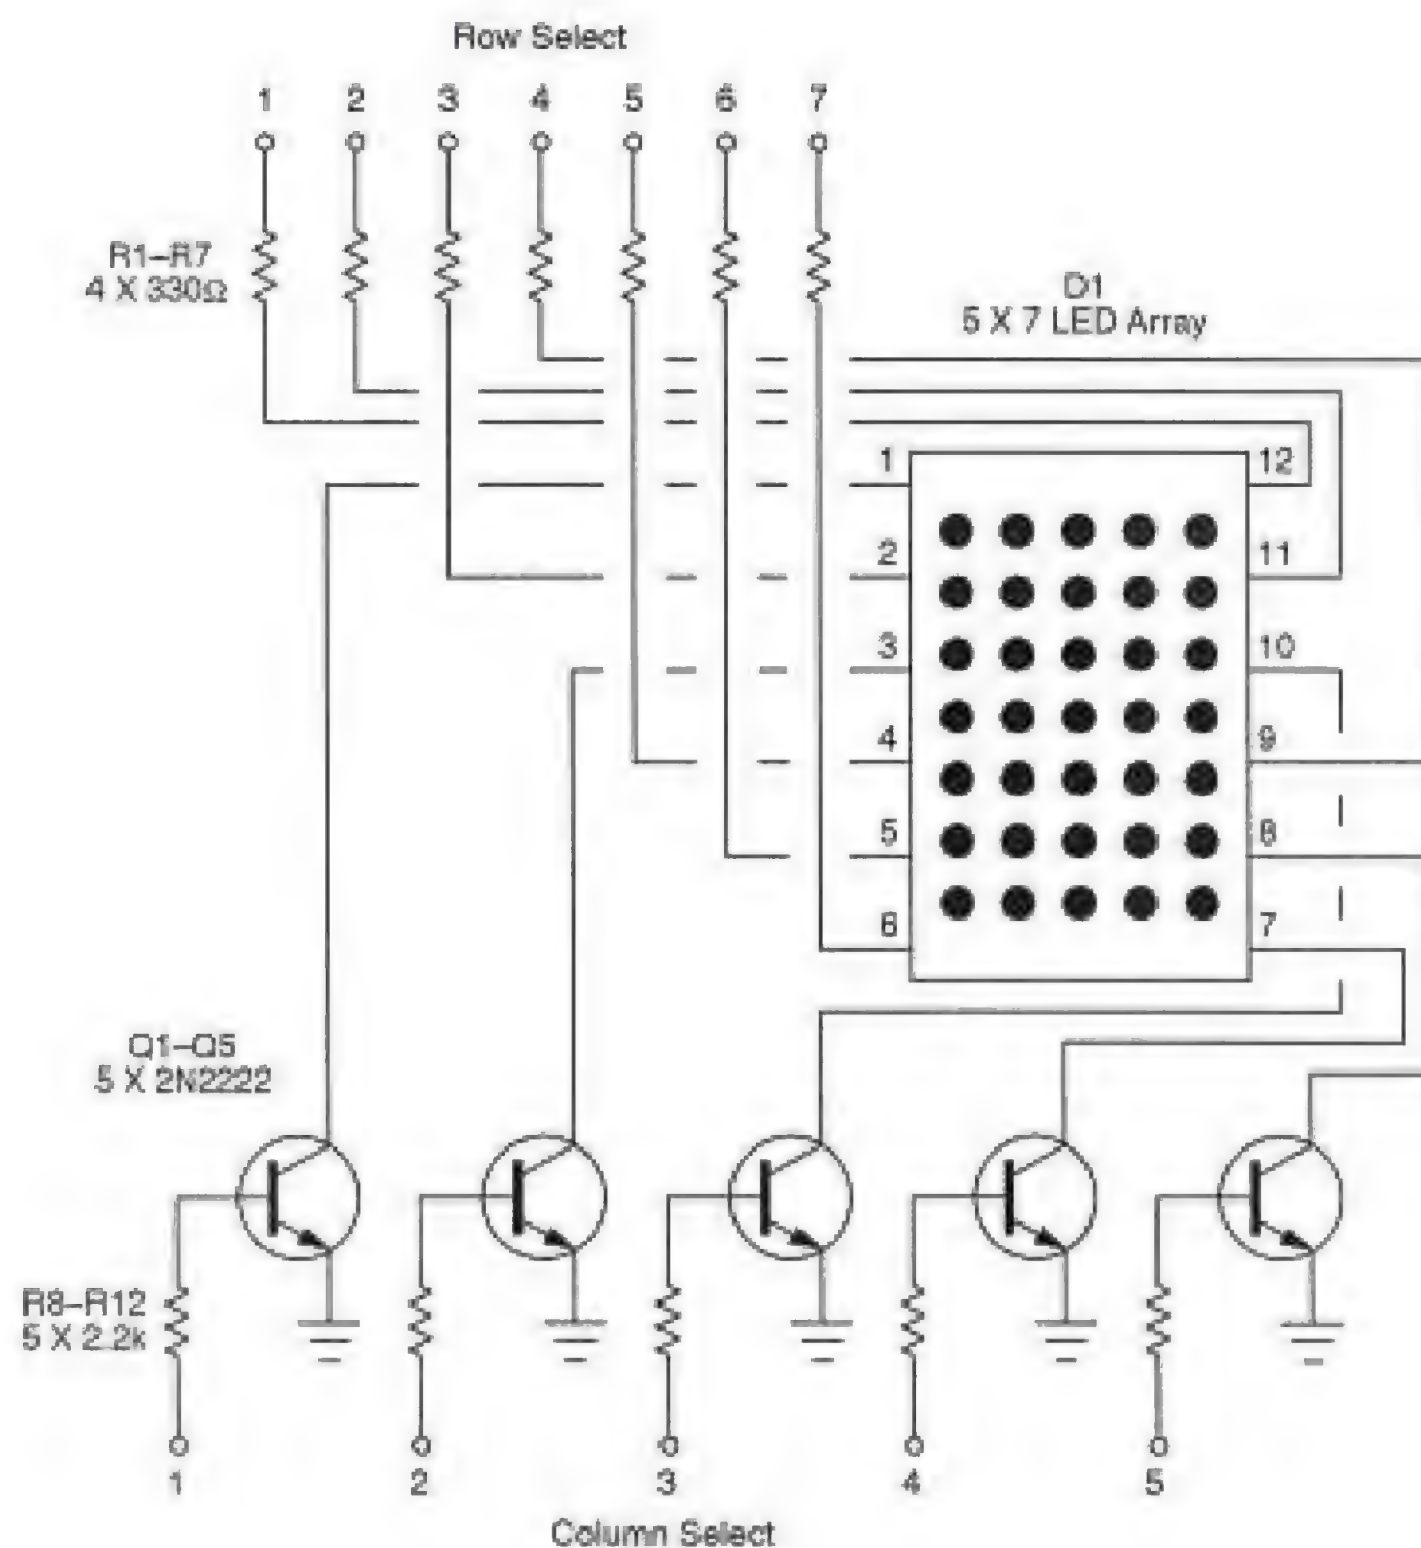 Row Select
1 2 3 4 5 6 7
R1–R7
4 X 330Ω
D1
5 X 7 LED Array
1 12
2 11
3 10
4 9
5 8
6 7
Q1–Q5
5 X 2N2222
R8–R12
5 X 2.2k
1 2 3 4 5
Column Select